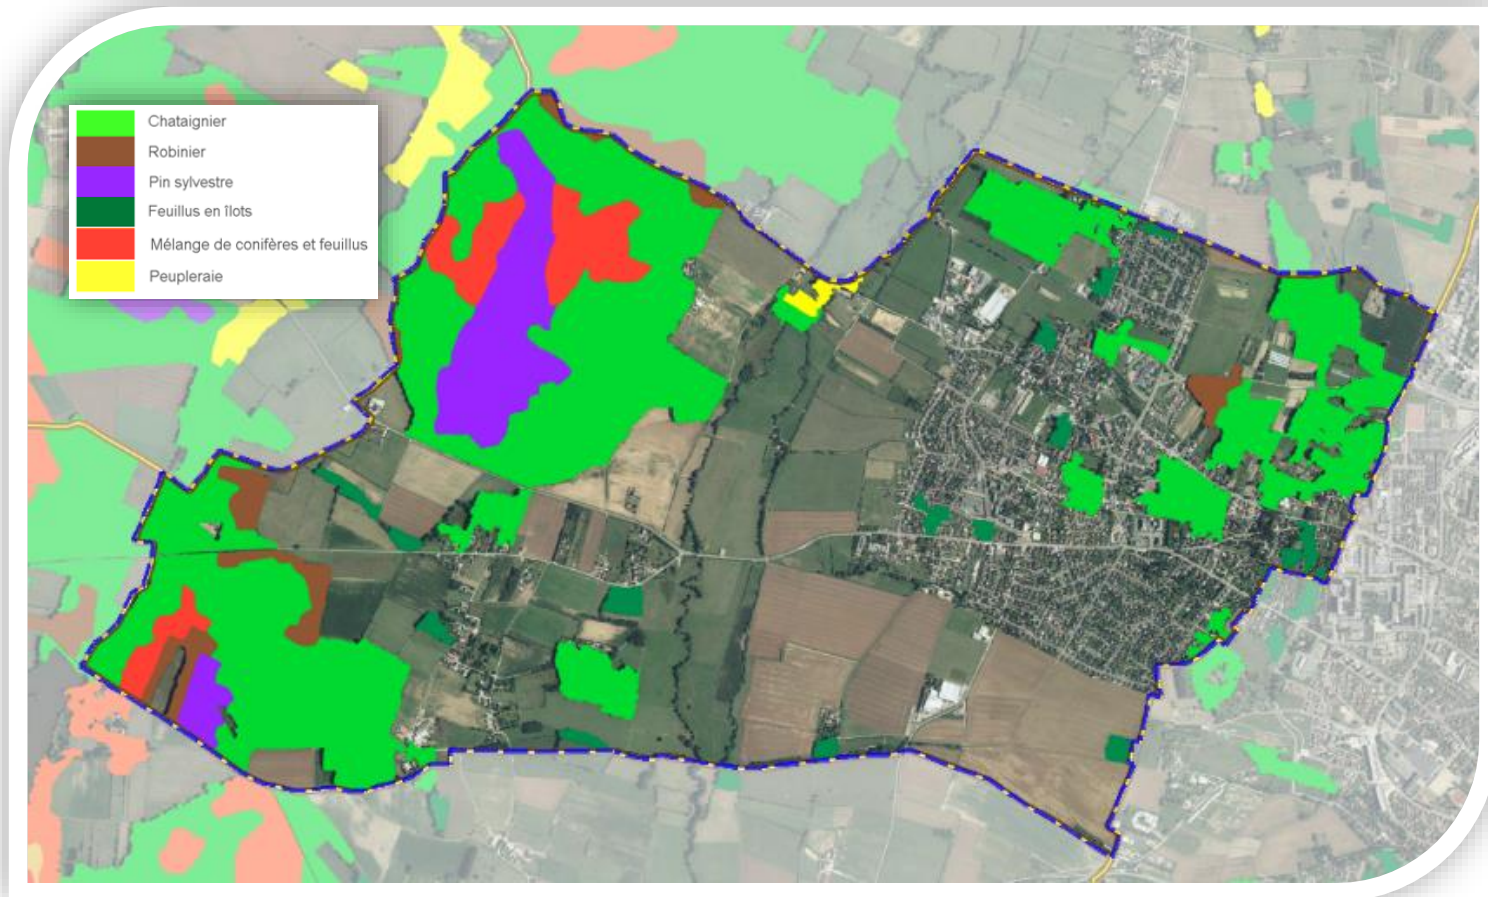 Chataignier
Robinier
Pin sylvestre
Feuillus en îlots
Mélange de conifères et feuillus
Peupleraie